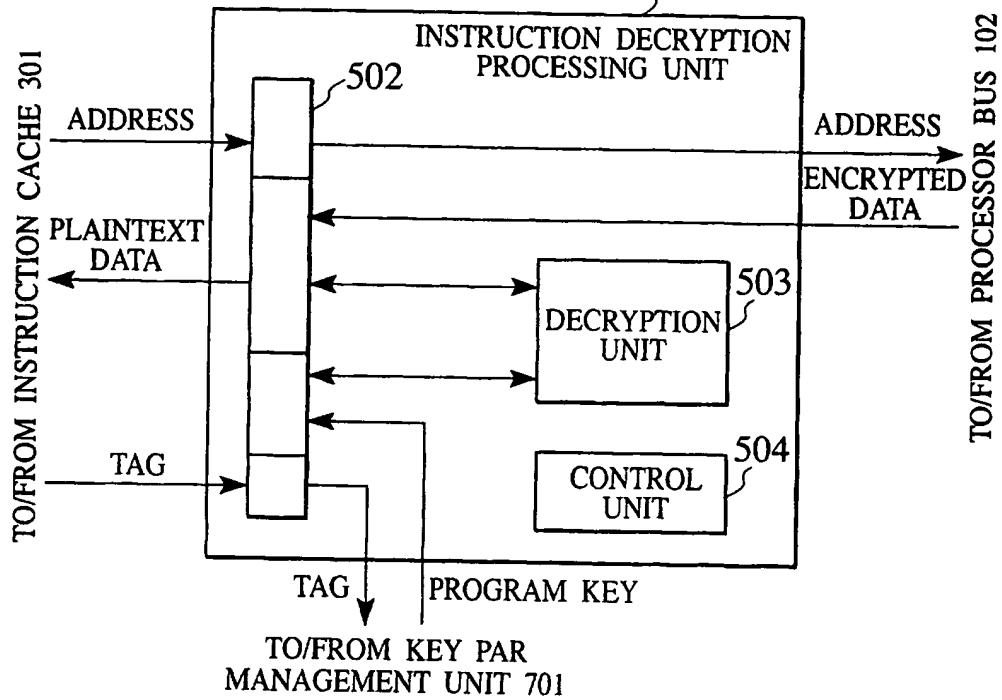 INSTRUCTION DECRYPTION
PROCESSING UNIT
502
TO/FROM INSTRUCTION CACHE 301
ADDRESS
ADDRESS
ENCRYPTED
DATA
TO/FROM PROCESSOR BUS 102
PLAINTEXT
DATA
503
DECRYPTION
UNIT
TAG
504
CONTROL
UNIT
TAG
PROGRAM KEY
TO/FROM KEY PAR
MANAGEMENT UNIT 701